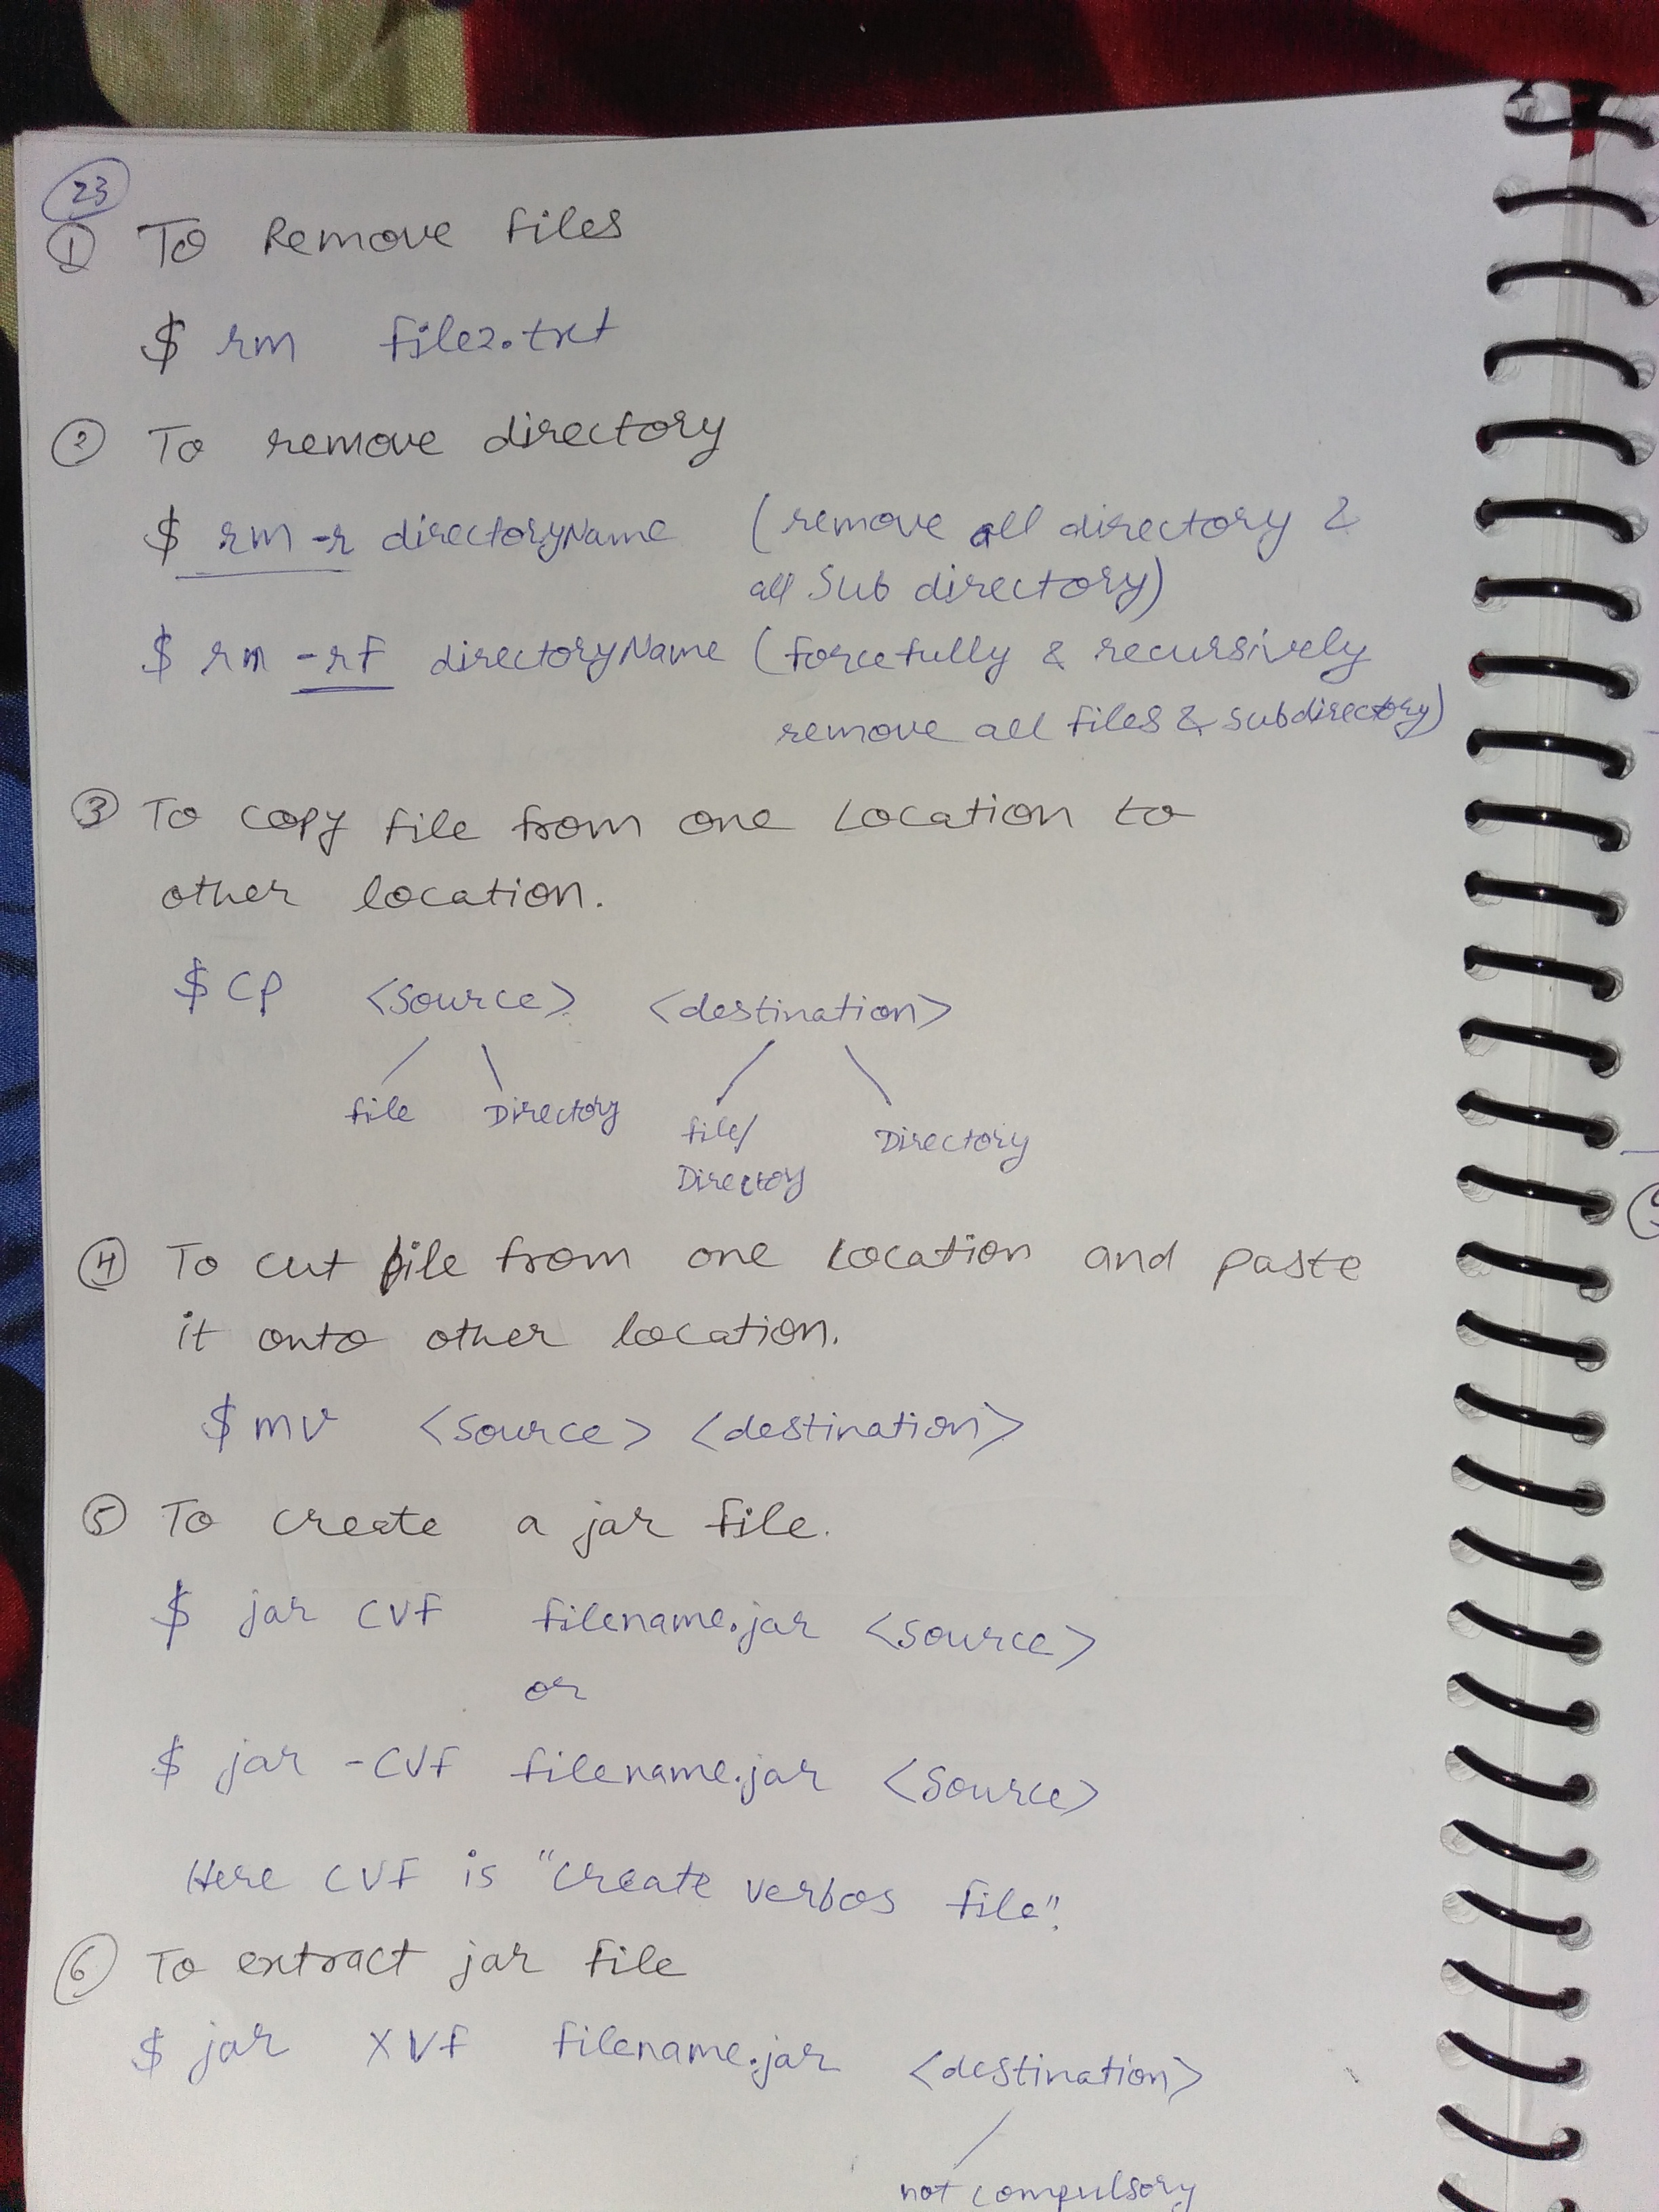 23
① To Remove files
$ rm file2.txt
② To remove directory
$ rm -r directoryName (remove all directory &
all Sub directory)
$ rm -rf directoryName (forcefully & recursively
remove all files & subdirectory)
③ To copy file from one Location to
other location.
$ cp <source> <destination>
file Directory file/ Directory
Directory
④ To cut file from one Location and paste
it onto other location.
$ mv <source> <destination>
⑤ To create a jar file.
$ jar cvf filename.jar <source>
or
$ jar -cvf filename.jar <source>
Here cvf is "create verbos file".
⑥ To extract jar file
$ jar xvf filename.jar <destination>
not compulsory